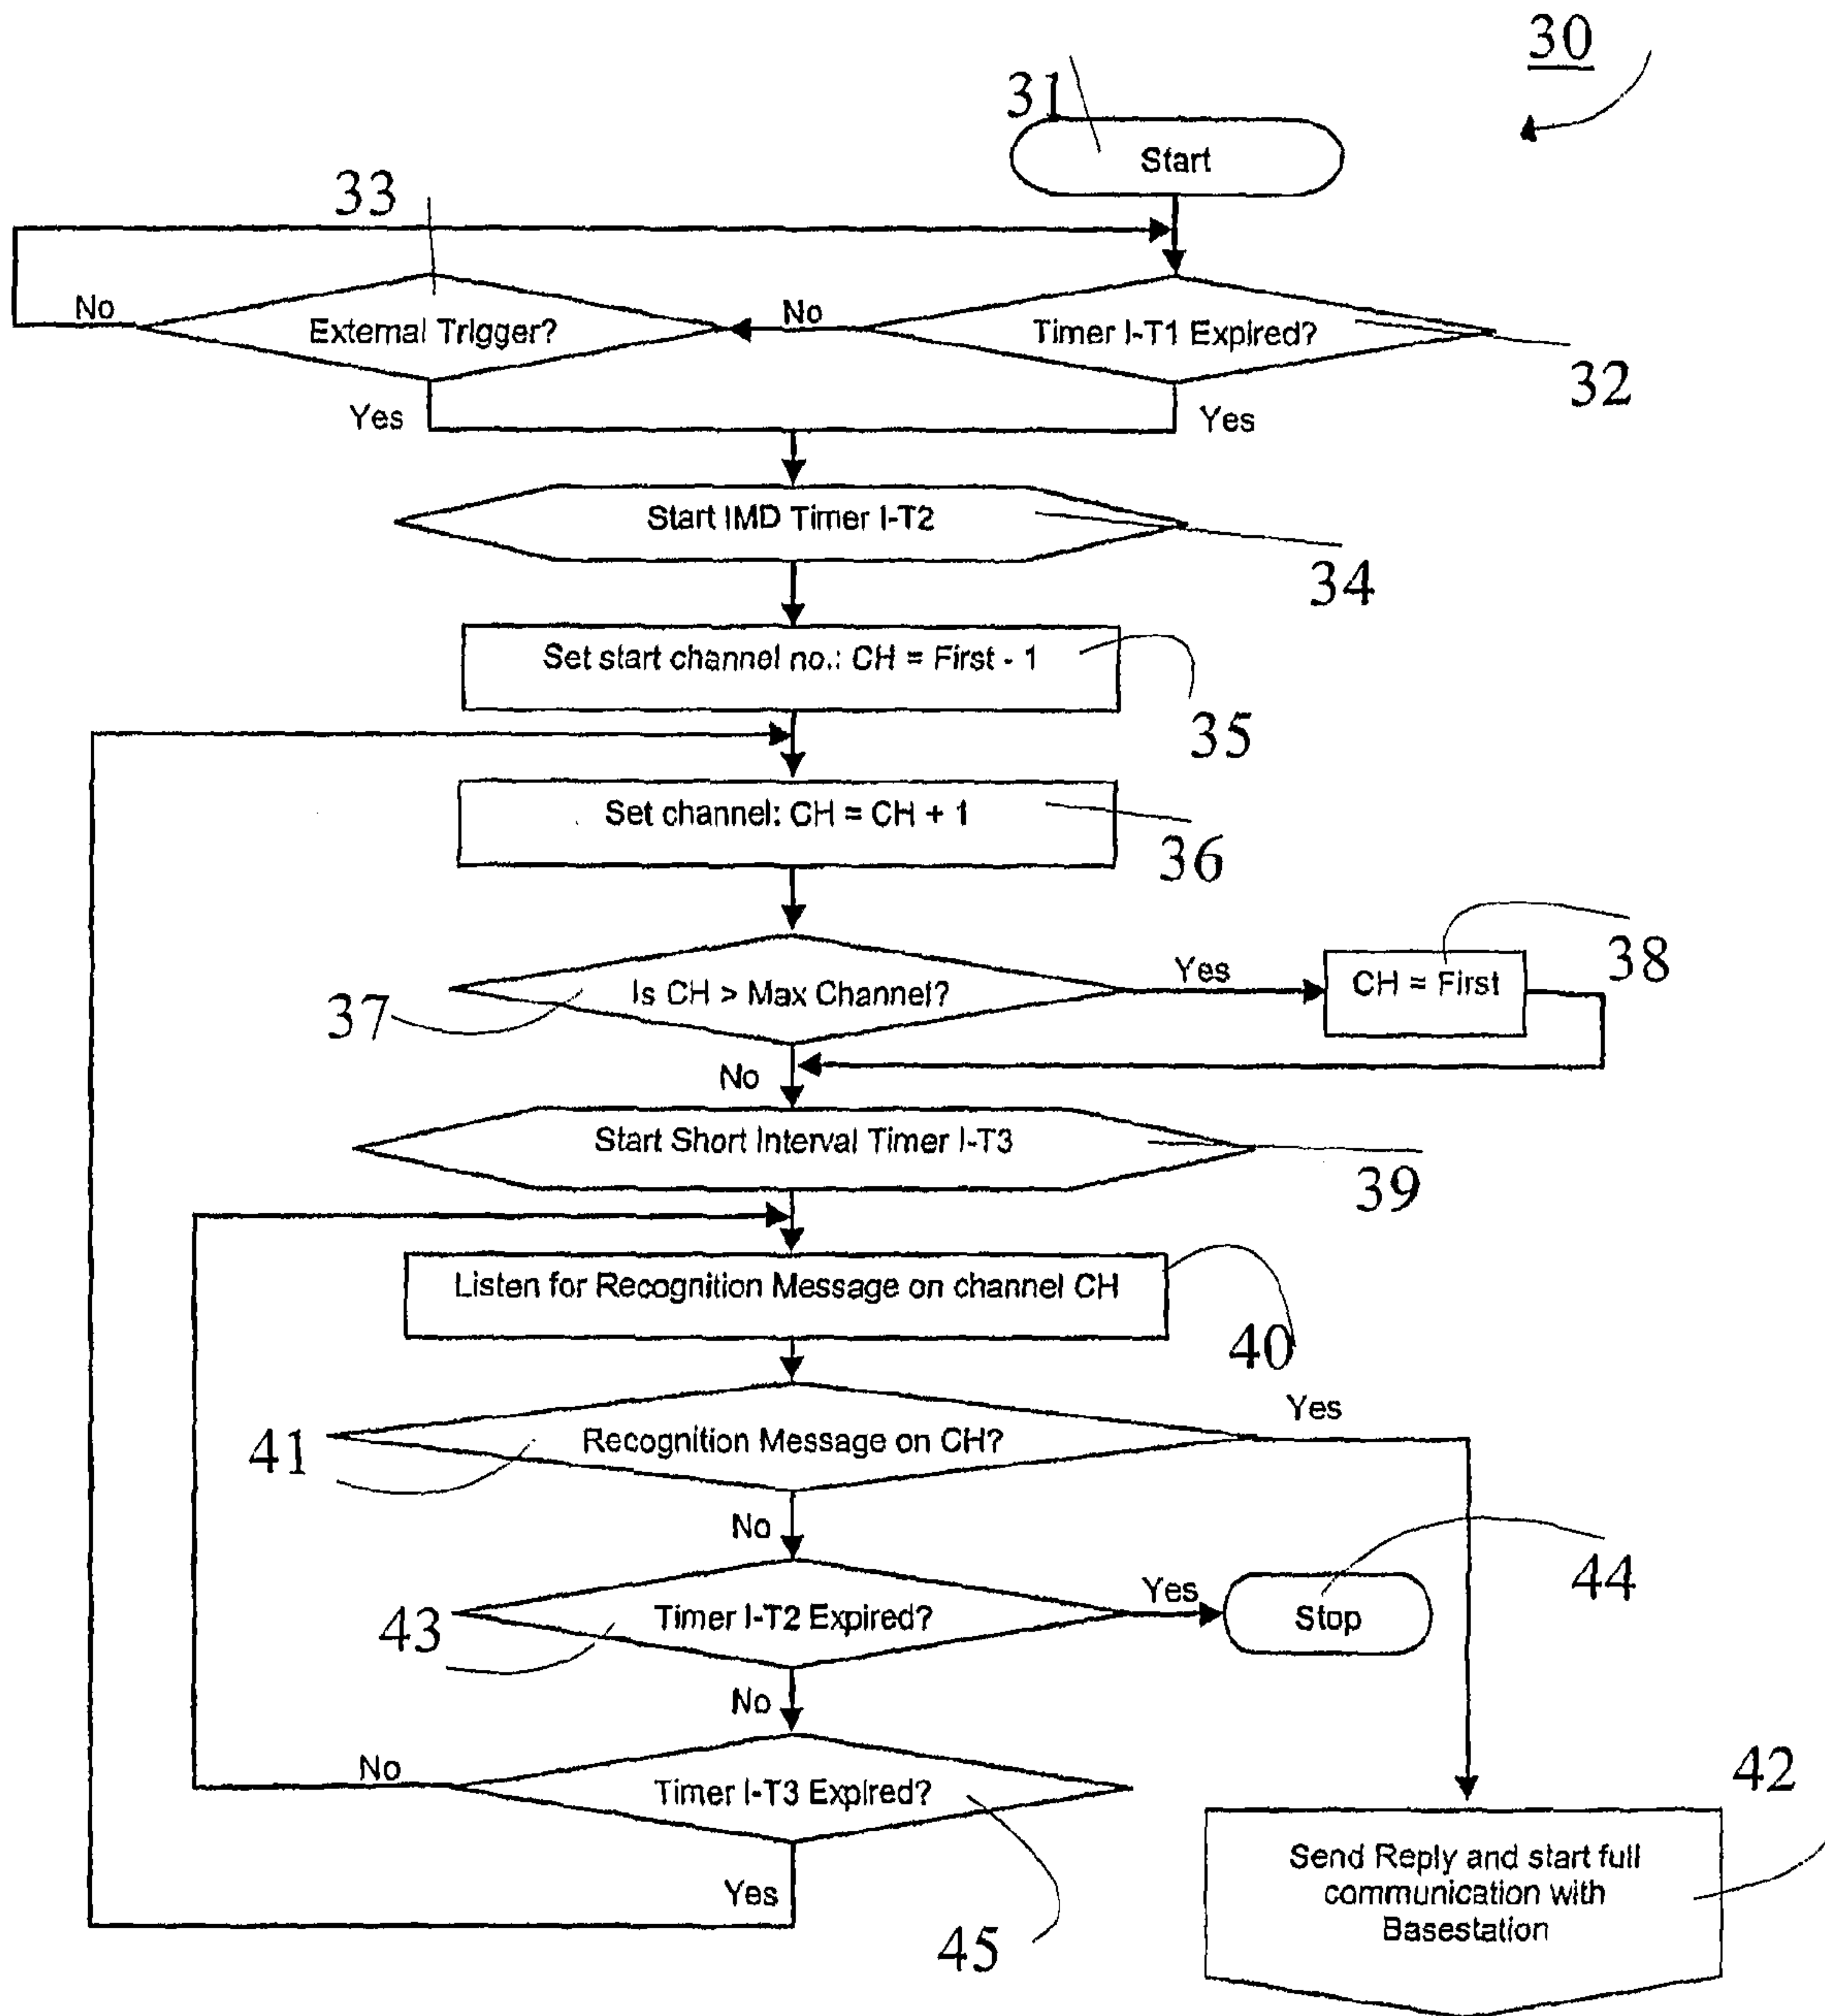 30
31
Start
33
No
External Trigger?
No
Timer I-T1 Expired?
32
Yes
Yes
Start IMD Timer I-T2
34
Set start channel no.: CH = First - 1
35
Set channel: CH = CH + 1
36
Is CH > Max Channel?
37
Yes
CH = First
38
No
Start Short Interval Timer I-T3
39
Listen for Recognition Message on channel CH
40
Recognition Message on CH?
41
Yes
No
Timer I-T2 Expired?
43
Yes
Stop
44
No
No
Timer I-T3 Expired?
45
Yes
42
Send Reply and start full
communication with
Basestation